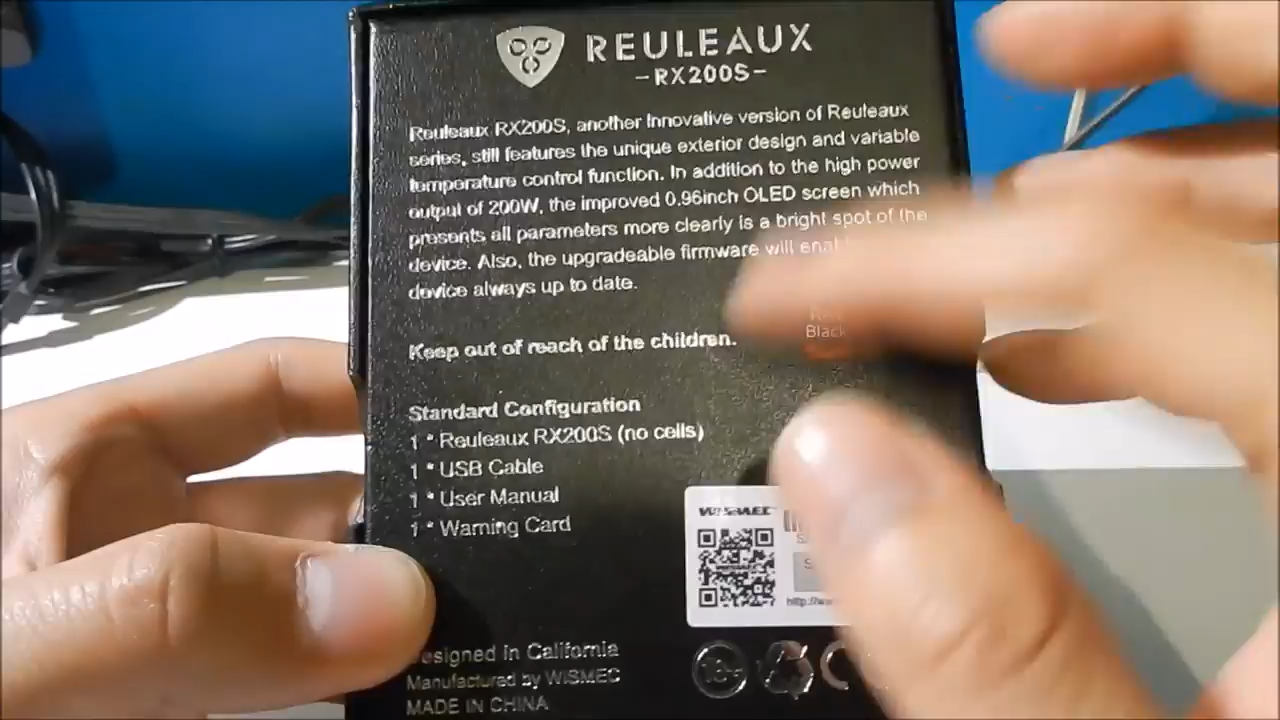 REULEAUX
-RX200S-
Reuleaux RX200S, another Innovative version of Reuleaux
series, still features the unique exterior design and variable
temperature control function. In addition to the high power
output of 200W, the improved 0.96inch OLED screen which
presents all parameters more clearly is a bright spot of the
device. Also, the upgradeable firmware will
device always up to date.
Black
Keep out of reach of the children.
Standard Configuration
1 * Reuleaux RX200S (no cells)
1 * USB Cable
1 * User Manual
1 * Warning Card
WISMEC
Designed in California
Manufactured by WISMEC
MADE IN CHINA
18+